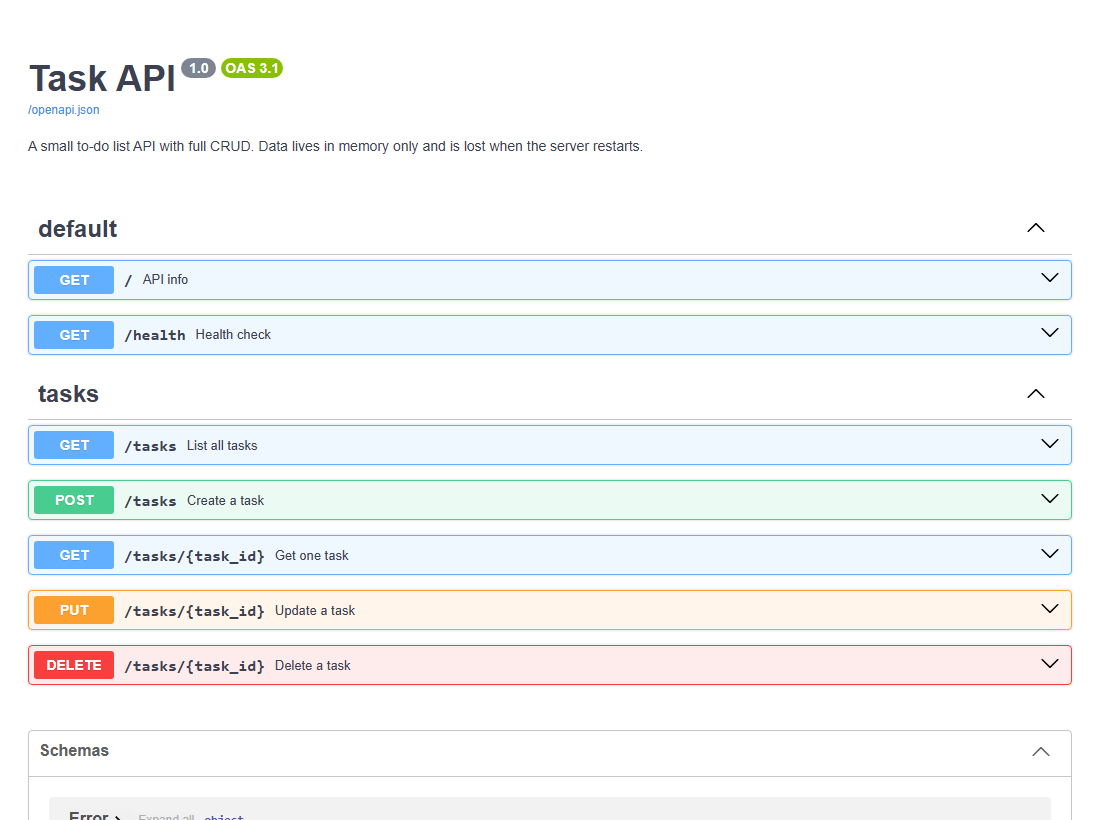 Task API 1.0 OAS 3.1
/openapi.json
A small to-do list API with full CRUD. Data lives in memory only and is lost when the server restarts.
default
GET / API info
GET /health Health check
tasks
GET /tasks List all tasks
POST /tasks Create a task
GET /tasks/{task_id} Get one task
PUT /tasks/{task_id} Update a task
DELETE /tasks/{task_id} Delete a task
Schemas
Error Expand all object